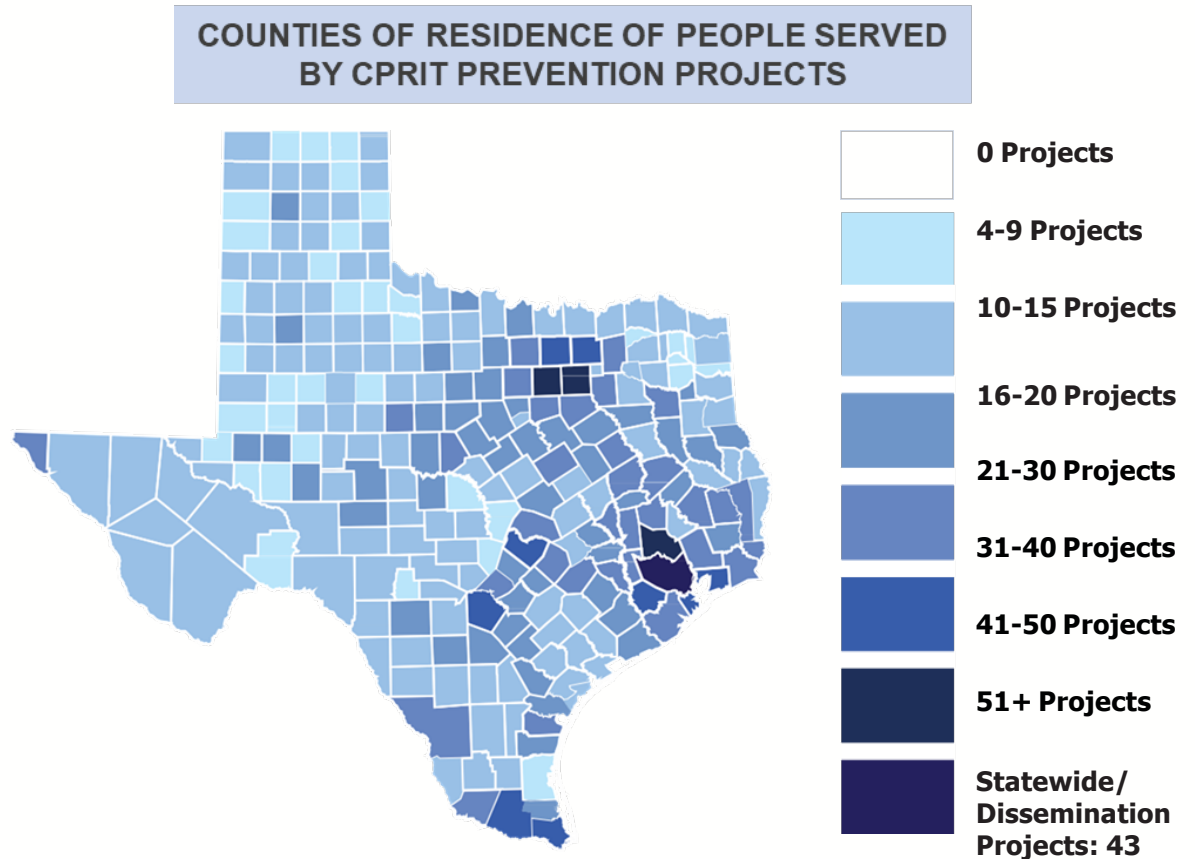 COUNTIES OF RESIDENCE OF PEOPLE SERVED
BY CPRIT PREVENTION PROJECTS
0 Projects
4-9 Projects
10-15 Projects
16-20 Projects
21-30 Projects
31-40 Projects
41-50 Projects
51+ Projects
Statewide/
Dissemination
Projects: 43